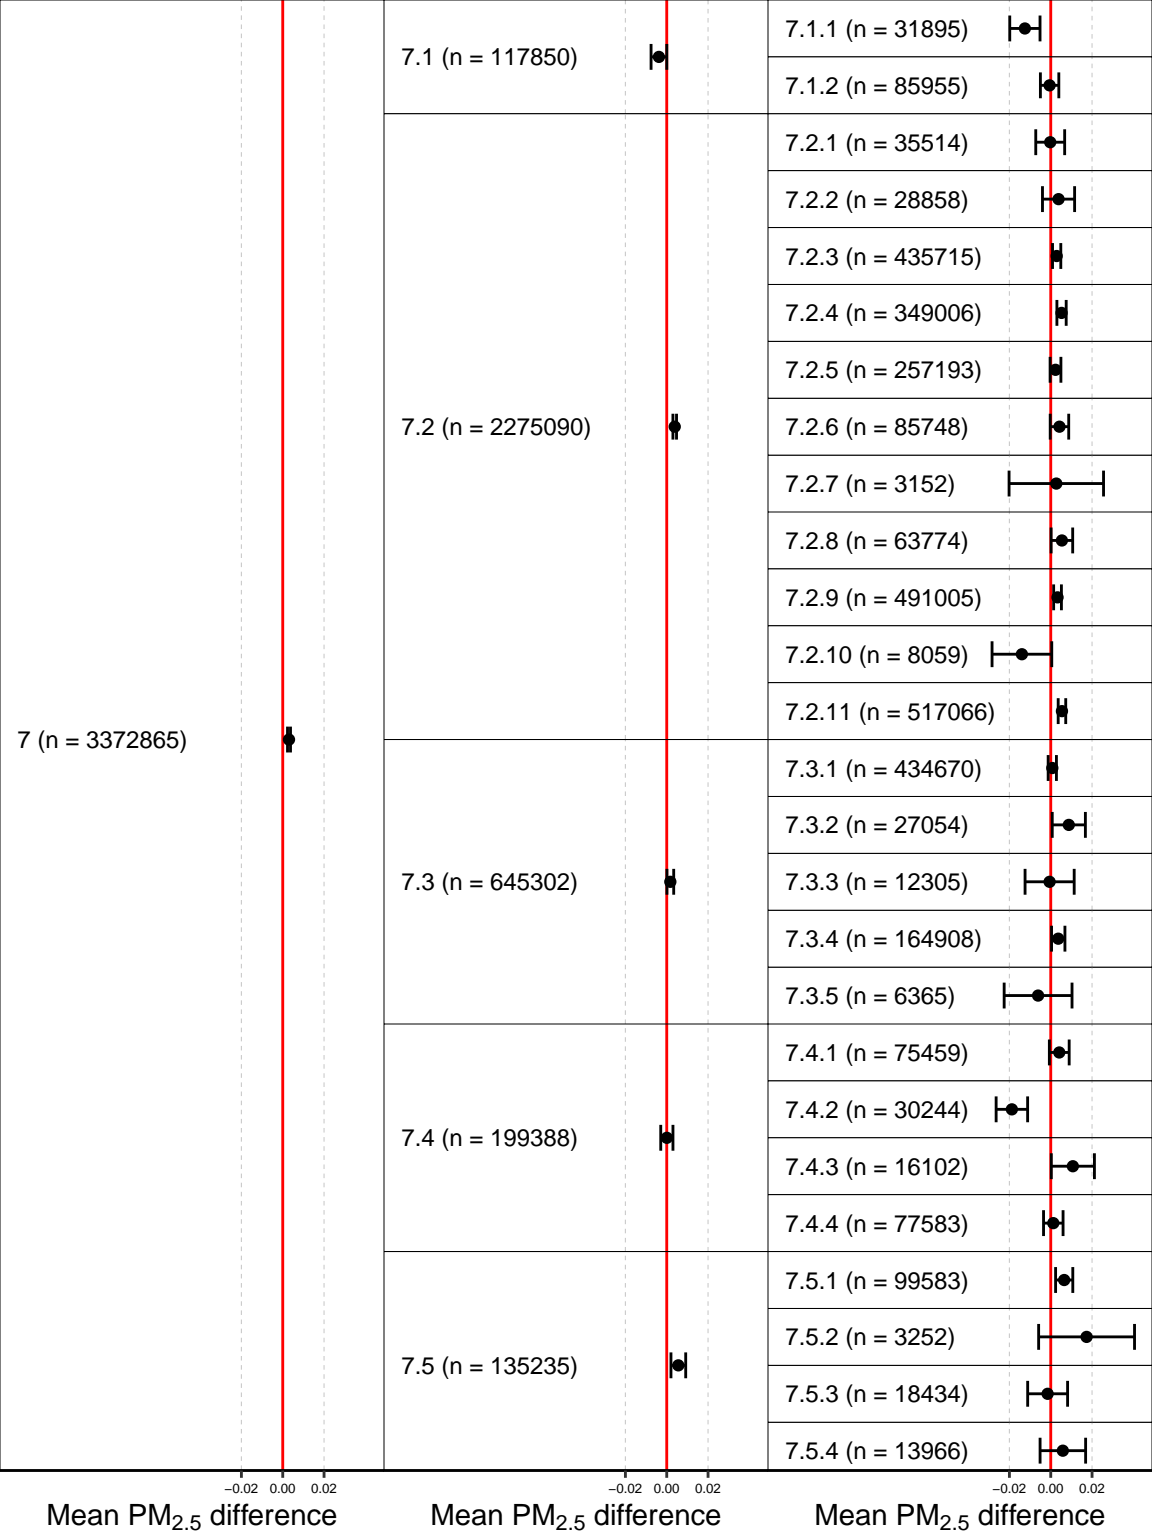 7 (n = 3372865)
7.1 (n = 117850)
7.2 (n = 2275090)
7.3 (n = 645302)
7.4 (n = 199388)
7.5 (n = 135235)
7.1.1 (n = 31895)
7.1.2 (n = 85955)
7.2.1 (n = 35514)
7.2.2 (n = 28858)
7.2.3 (n = 435715)
7.2.4 (n = 349006)
7.2.5 (n = 257193)
7.2.6 (n = 85748)
7.2.7 (n = 3152)
7.2.8 (n = 63774)
7.2.9 (n = 491005)
7.2.10 (n = 8059)
7.2.11 (n = 517066)
7.3.1 (n = 434670)
7.3.2 (n = 27054)
7.3.3 (n = 12305)
7.3.4 (n = 164908)
7.3.5 (n = 6365)
7.4.1 (n = 75459)
7.4.2 (n = 30244)
7.4.3 (n = 16102)
7.4.4 (n = 77583)
7.5.1 (n = 99583)
7.5.2 (n = 3252)
7.5.3 (n = 18434)
7.5.4 (n = 13966)
−0.02 0.00 0.02
−0.02 0.00 0.02
−0.02 0.00 0.02
Mean PM2.5 difference
Mean PM2.5 difference
Mean PM2.5 difference